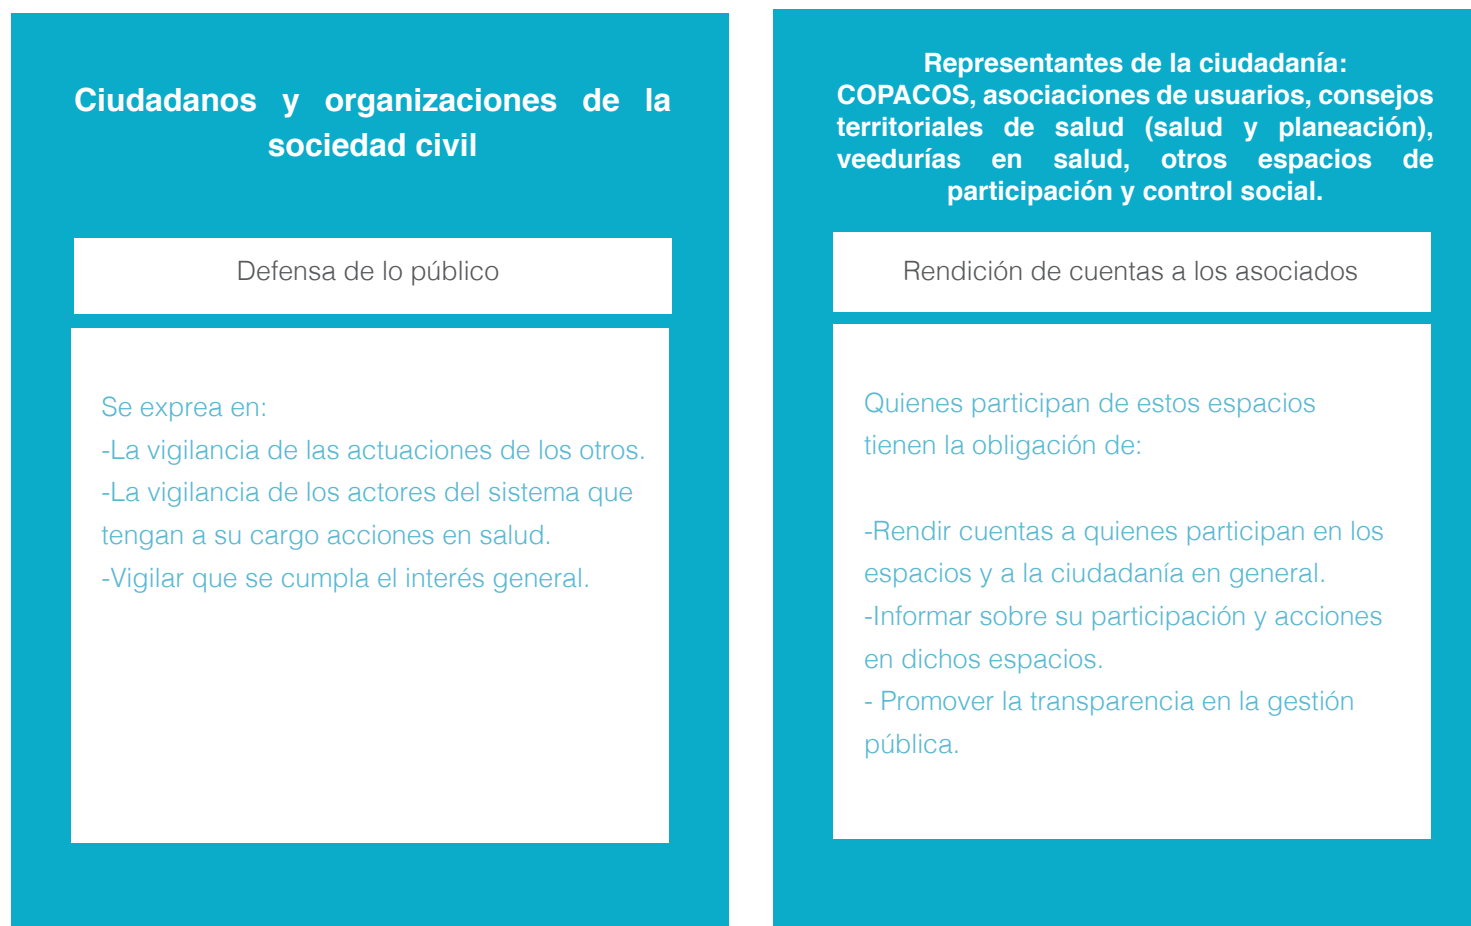 Ciudadanos y organizaciones de la
sociedad civil
Defensa de lo público
Se exprea en:
-La vigilancia de las actuaciones de los otros.
-La vigilancia de los actores del sistema que
tengan a su cargo acciones en salud.
-Vigilar que se cumpla el interés general.
Representantes de la ciudadanía:
COPACOS, asociaciones de usuarios, consejos
territoriales de salud (salud y planeación),
veedurías en salud, otros espacios de
participación y control social.
Rendición de cuentas a los asociados
Quienes participan de estos espacios
tienen la obligación de:
-Rendir cuentas a quienes participan en los
espacios y a la ciudadanía en general.
-Informar sobre su participación y acciones
en dichos espacios.
- Promover la transparencia en la gestión
pública.